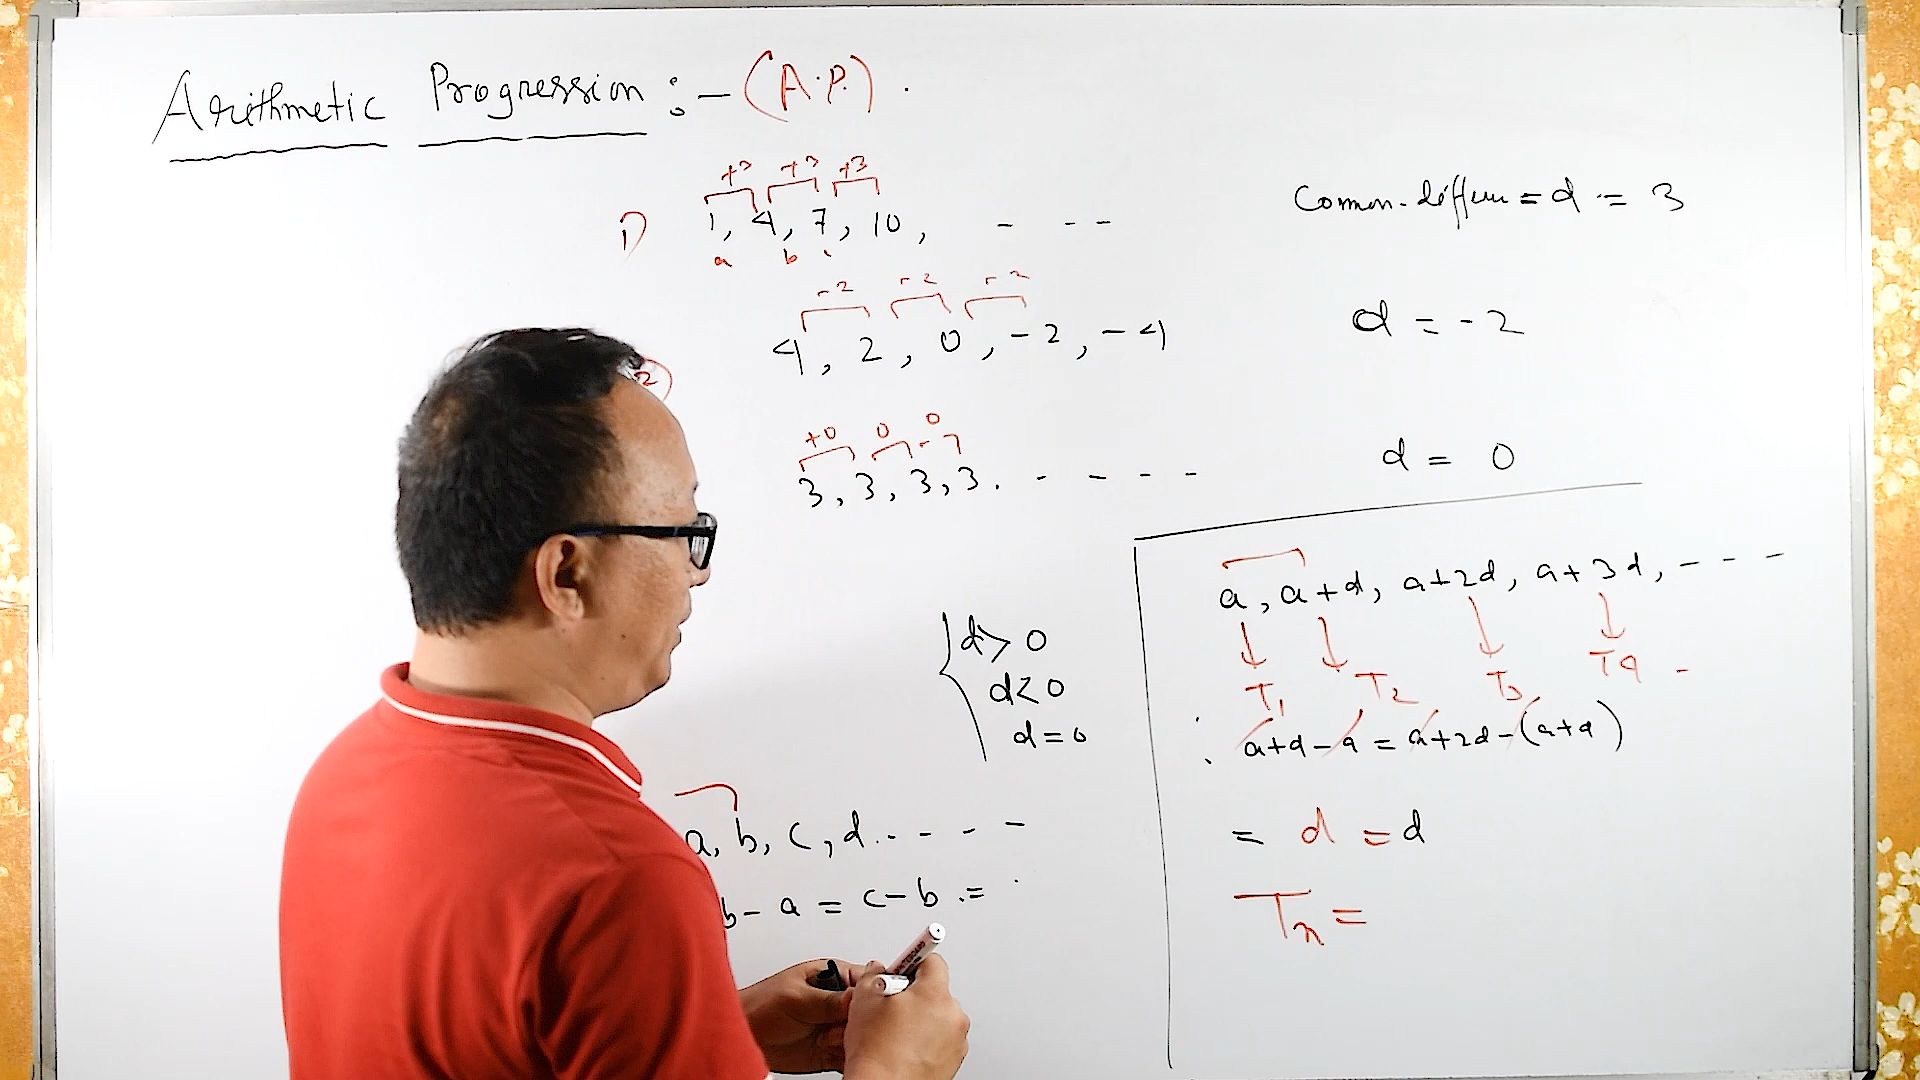 Arithmetic Progression :- (A.P.) .
+3 +3 +3
1) 1, 4, 7, 10, - - -
a b
Common-differ = d = 3
-2 -2 -2
4, 2, 0, -2, -4
d = -2
2
+0 0 0
3, 3, 3, 3. - - - -
d = 0
d > 0
d < 0
d = 0
a, b, c, d. - - - -
b - a = c - b . =
a, a+d, a+2d, a+3d, - - -
T1 T2 T3 T4 -
∴ a+d-a = a+2d-(a+d)
= d = d
Tn =